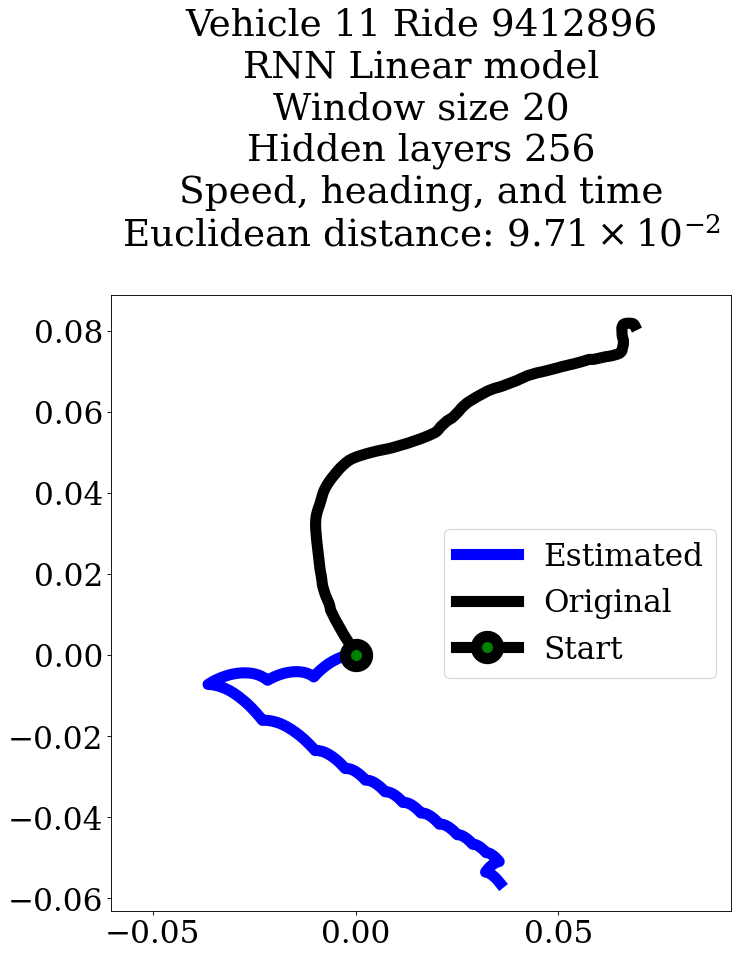 Vehicle 11 Ride 9412896
RNN Linear model
Window size 20
Hidden layers 256
Speed, heading, and time
Euclidean distance: 9.71 × 10⁻²
0.08
0.06
0.04
0.02
0.00
−0.02
−0.04
−0.06
Estimated
Original
Start
−0.05 0.00 0.05